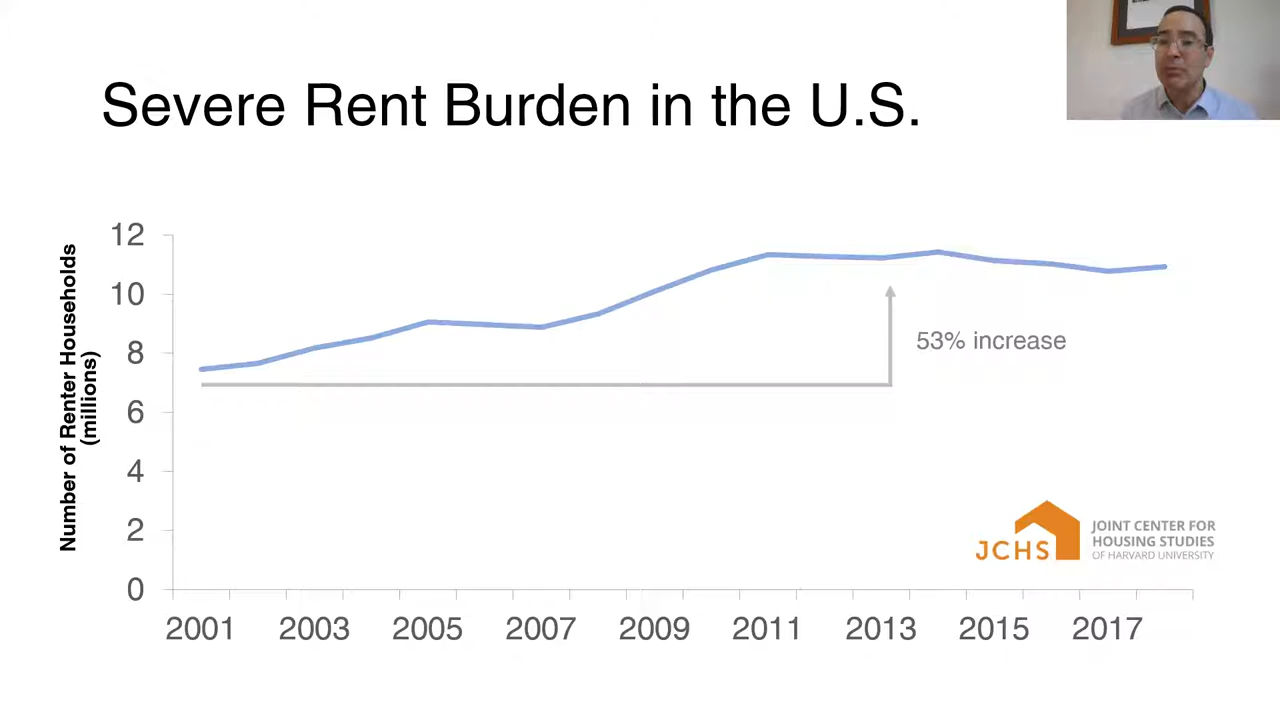 Severe Rent Burden in the U.S.
Number of Renter Households
(millions)
12
10
8
6
4
2
0
53% increase
JCHS
JOINT CENTER FOR
HOUSING STUDIES
OF HARVARD UNIVERSITY
2001 2003 2005 2007 2009 2011 2013 2015 2017